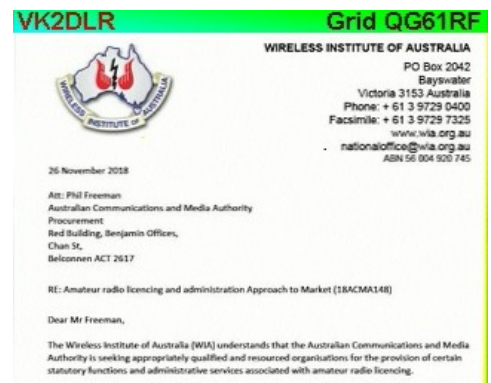 VK2DLR Grid QG61RF
WIRELESS INSTITUTE OF AUSTRALIA
PO Box 2042
Bayswater
Victoria 3153 Australia
Phone: + 61 3 9729 0400
Facsimile: + 61 3 9729 7325
www.wia.org.au
nationaloffice@wia.org.au
ABN 56 004 920 745
WIRELESS INSTITUTE OF AUSTRALIA
26 November 2018
Att: Phil Freeman
Australian Communications and Media Authority
Procurement
Red Building, Benjamin Offices,
Chan St,
Belconnen ACT 2617
RE: Amateur radio licencing and administration Approach to Market (18ACMA148)
Dear Mr Freeman,
The Wireless Institute of Australia (WIA) understands that the Australian Communications and Media
Authority is seeking appropriately qualified and resourced organisations for the provision of certain
statutory functions and administrative services associated with amateur radio licencing.